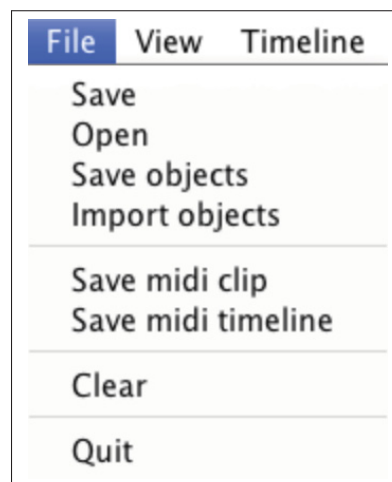 File View Timeline
Save
Open
Save objects
Import objects
Save midi clip
Save midi timeline
Clear
Quit